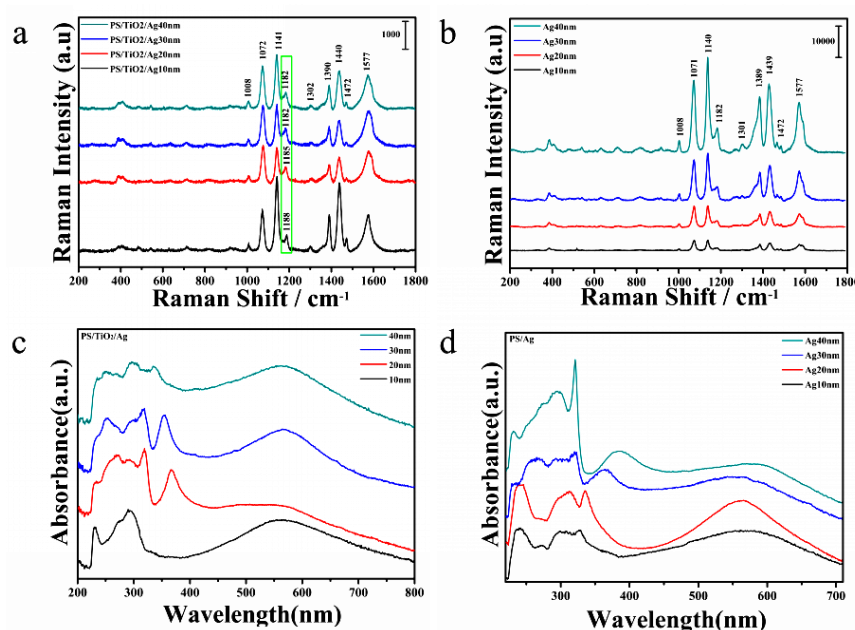 a
PS/TiO2/Ag40nm
PS/TiO2/Ag30nm
PS/TiO2/Ag20nm
PS/TiO2/Ag10nm
1000
1008
1072
1141
1182
1302
1390
1440
1472
1577
1182
1185
1188
Raman Intensity (a.u)
200 400 600 800 1000 1200 1400 1600 1800
Raman Shift / cm-1
b
Ag40nm
Ag30nm
Ag20nm
Ag10nm
10000
1008
1071
1140
1182
1301
1389
1439
1472
1577
Raman Intensity (a.u)
200 400 600 800 1000 1200 1400 1600 1800
Raman Shift / cm-1
c
PS/TiO2/Ag
40nm
30nm
20nm
10nm
Absorbance(a.u.)
200 300 400 500 600 700 800
Wavelength(nm)
d
PS/Ag
Ag40nm
Ag30nm
Ag20nm
Ag10nm
Absorbance(a.u.)
300 400 500 600 700
Wavelength(nm)